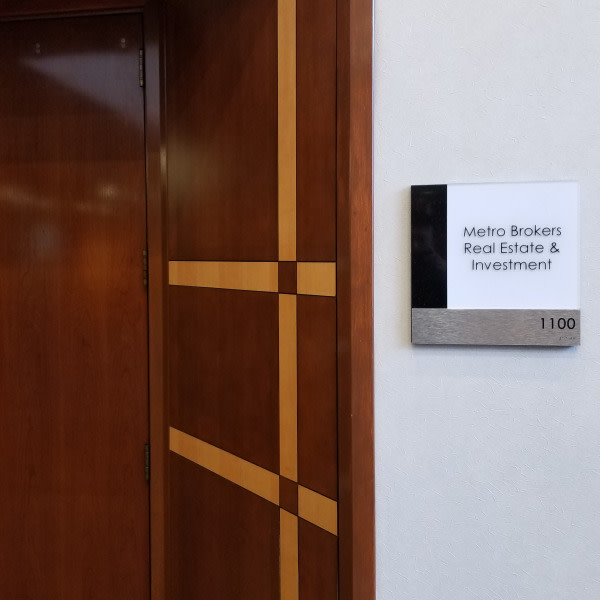 Metro Brokers
Real Estate &
Investment
1100